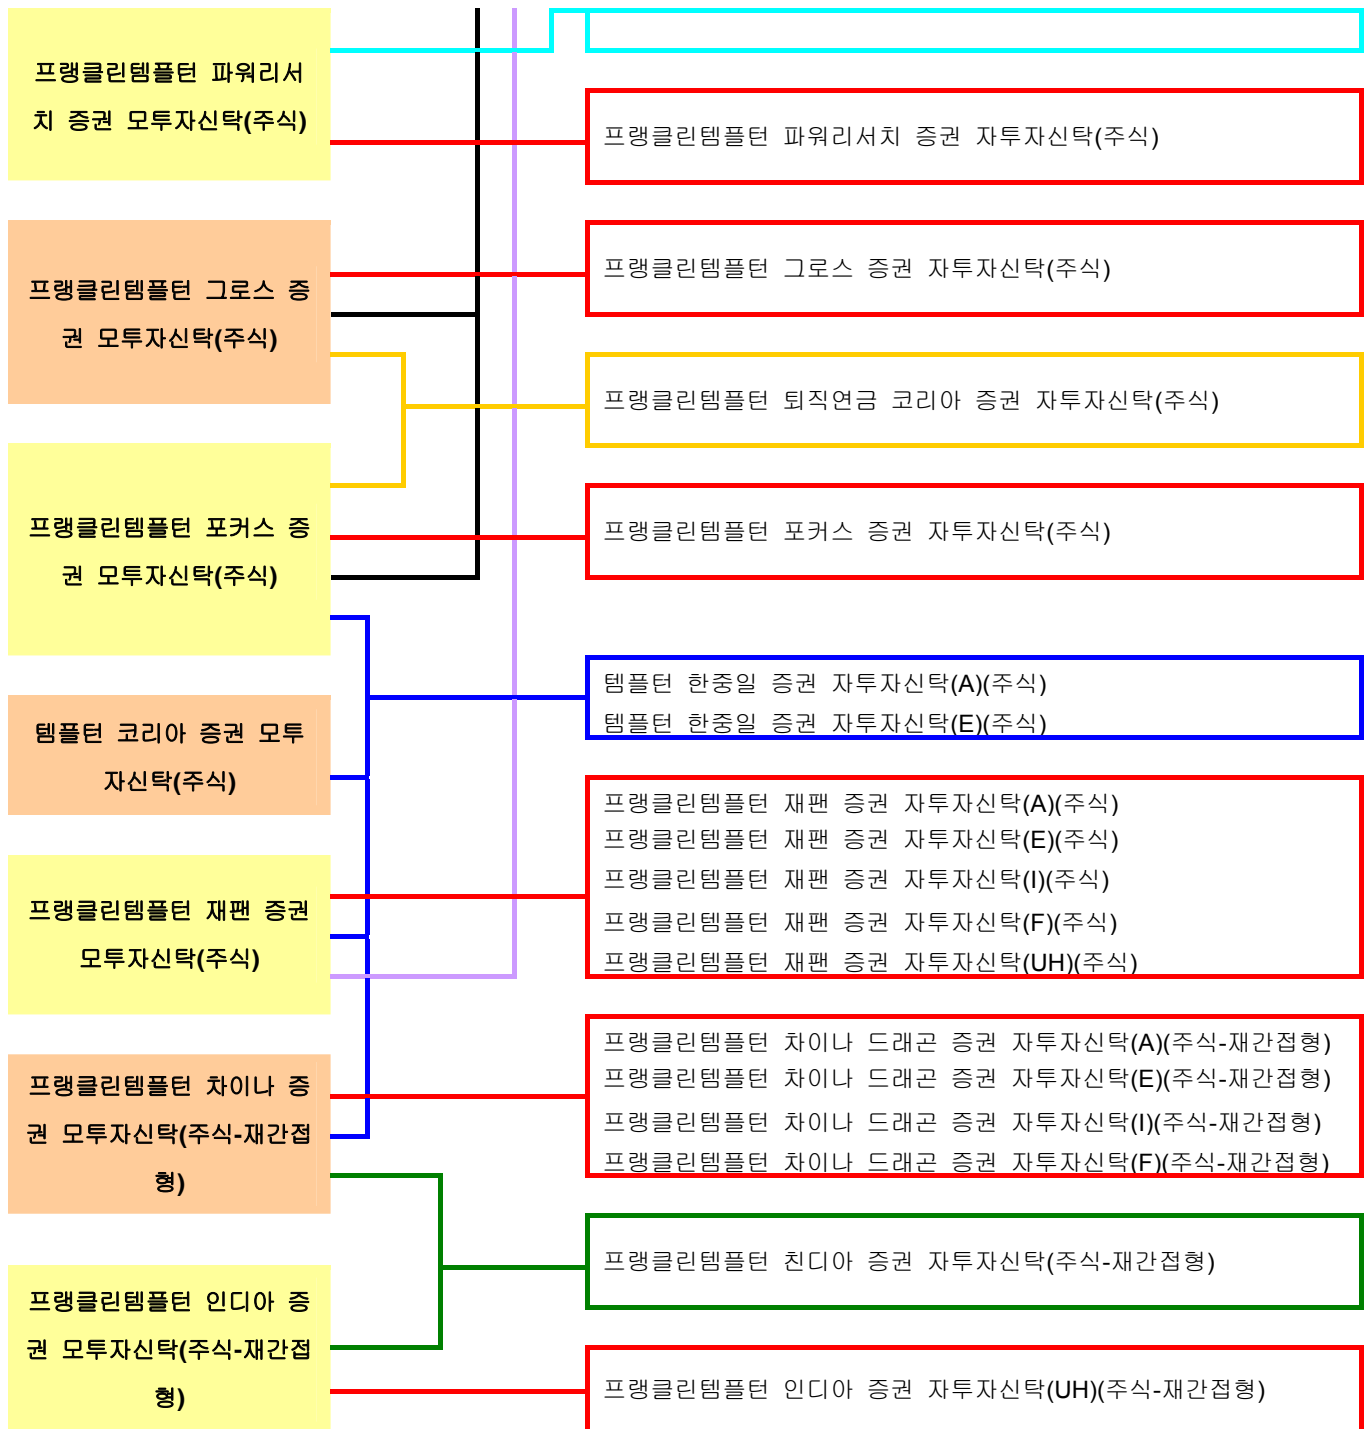 프랭클린템플턴 파워리서
치 증권 모투자신탁(주식)
프랭클린템플턴 파워리서치 증권 자투자신탁(주식)
프랭클린템플턴 그로스 증
권 모투자신탁(주식)
프랭클린템플턴 그로스 증권 자투자신탁(주식)
프랭클린템플턴 퇴직연금 코리아 증권 자투자신탁(주식)
프랭클린템플턴 포커스 증
권 모투자신탁(주식)
프랭클린템플턴 포커스 증권 자투자신탁(주식)
템플턴 한중일 증권 자투자신탁(A)(주식)
템플턴 한중일 증권 자투자신탁(E)(주식)
템플턴 코리아 증권 모투
자신탁(주식)
프랭클린템플턴 재팬 증권 자투자신탁(A)(주식)
프랭클린템플턴 재팬 증권 자투자신탁(E)(주식)
프랭클린템플턴 재팬 증권 자투자신탁(I)(주식)
프랭클린템플턴 재팬 증권 자투자신탁(F)(주식)
프랭클린템플턴 재팬 증권 자투자신탁(UH)(주식)
프랭클린템플턴 재팬 증권
모투자신탁(주식)
프랭클린템플턴 차이나 드래곤 증권 자투자신탁(A)(주식-재간접형)
프랭클린템플턴 차이나 드래곤 증권 자투자신탁(E)(주식-재간접형)
프랭클린템플턴 차이나 드래곤 증권 자투자신탁(I)(주식-재간접형)
프랭클린템플턴 차이나 드래곤 증권 자투자신탁(F)(주식-재간접형)
프랭클린템플턴 차이나 증
권 모투자신탁(주식-재간접
형)
프랭클린템플턴 친디아 증권 자투자신탁(주식-재간접형)
프랭클린템플턴 인디아 증
권 모투자신탁(주식-재간접
형)
프랭클린템플턴 인디아 증권 자투자신탁(UH)(주식-재간접형)